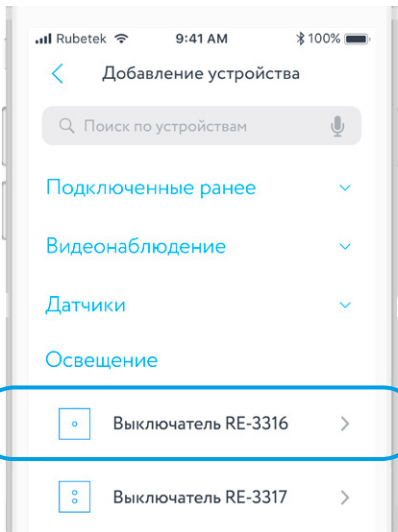 Rubetek 9:41 AM 100%
Добавление устройства
Поиск по устройствам
Подключенные ранее
Видеонаблюдение
Датчики
Освещение
Выключатель RE-3316
Выключатель RE-3317